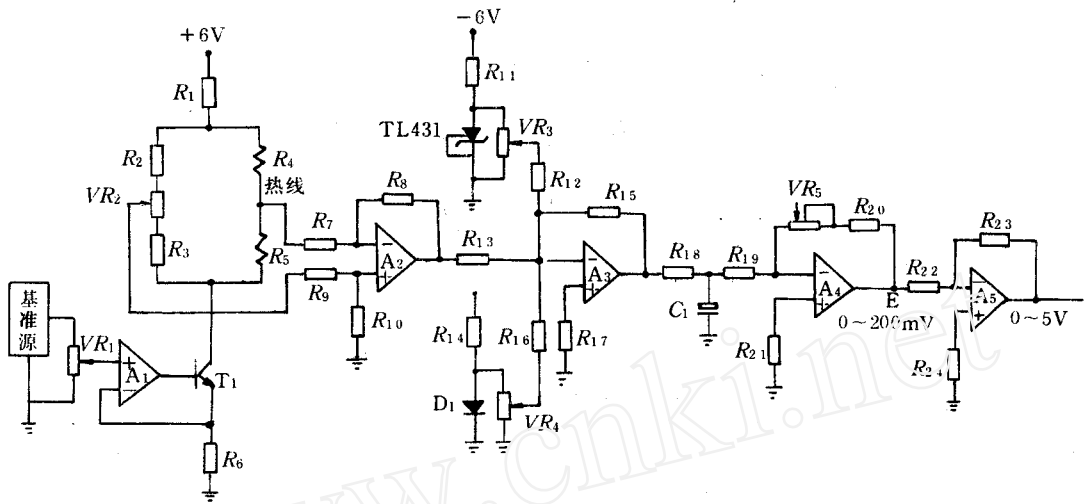 +6V
R1
R2
VR2
R3
R4
热线
R5
基准源
VR1
A1
T1
R6
R7
R8
R9
A2
R10
−6V
R11
TL431
VR3
R12
R13
R14
R16
D1
VR4
R15
A3
R17
R18
C1
R19
VR5
R20
A4
R21
E
0～200mV
R22
R23
A5
R24
0～5V
www.cnki.net